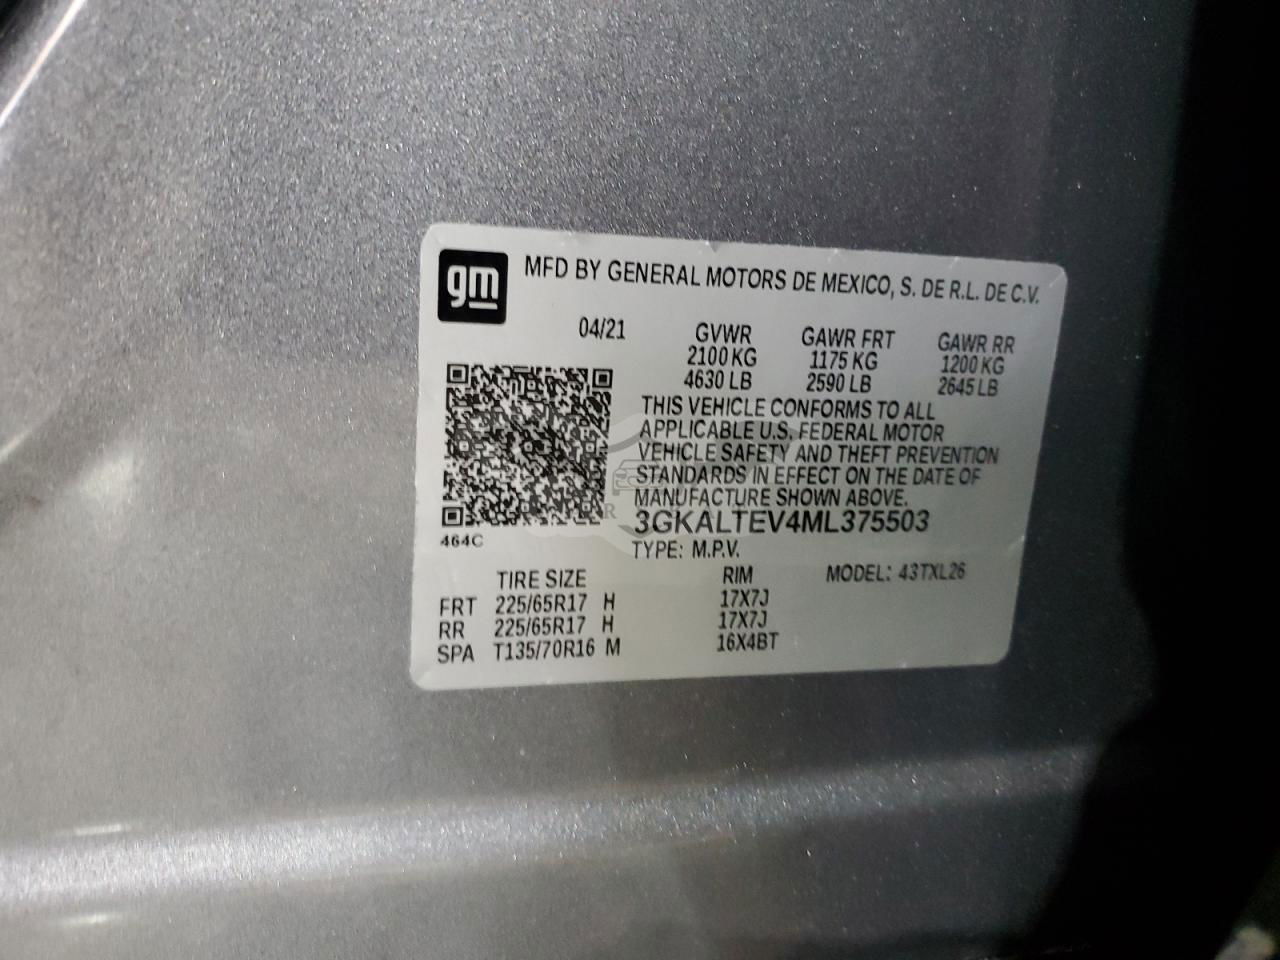 gm MFD BY GENERAL MOTORS DE MEXICO, S. DE R.L. DE C.V.
04/21 GVWR GAWR FRT GAWR RR
2100 KG 1175 KG 1200 KG
4630 LB 2590 LB 2645 LB
THIS VEHICLE CONFORMS TO ALL
APPLICABLE U.S. FEDERAL MOTOR
VEHICLE SAFETY AND THEFT PREVENTION
STANDARDS IN EFFECT ON THE DATE OF
MANUFACTURE SHOWN ABOVE.
3GKALTEV4ML375503
464C TYPE: M.P.V.
TIRE SIZE RIM MODEL: 43TXL26
FRT 225/65R17 H 17X7J
RR 225/65R17 H 17X7J
SPA T135/70R16 M 16X4BT